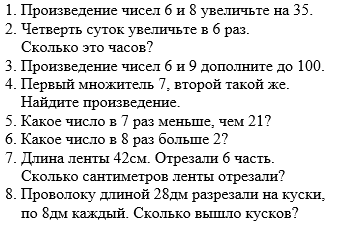 1. Произведение чисел 6 и 8 увеличьте на 35.
2. Четверть суток увеличьте в 6 раз.
Сколько это часов?
3. Произведение чисел 6 и 9 дополните до 100.
4. Первый множитель 7, второй такой же.
Найдите произведение.
5. Какое число в 7 раз меньше, чем 21?
6. Какое число в 8 раз больше 2?
7. Длина ленты 42см. Отрезали 6 часть.
Сколько сантиметров ленты отрезали?
8. Проволоку длиной 28дм разрезали на куски,
по 8дм каждый. Сколько вышло кусков?